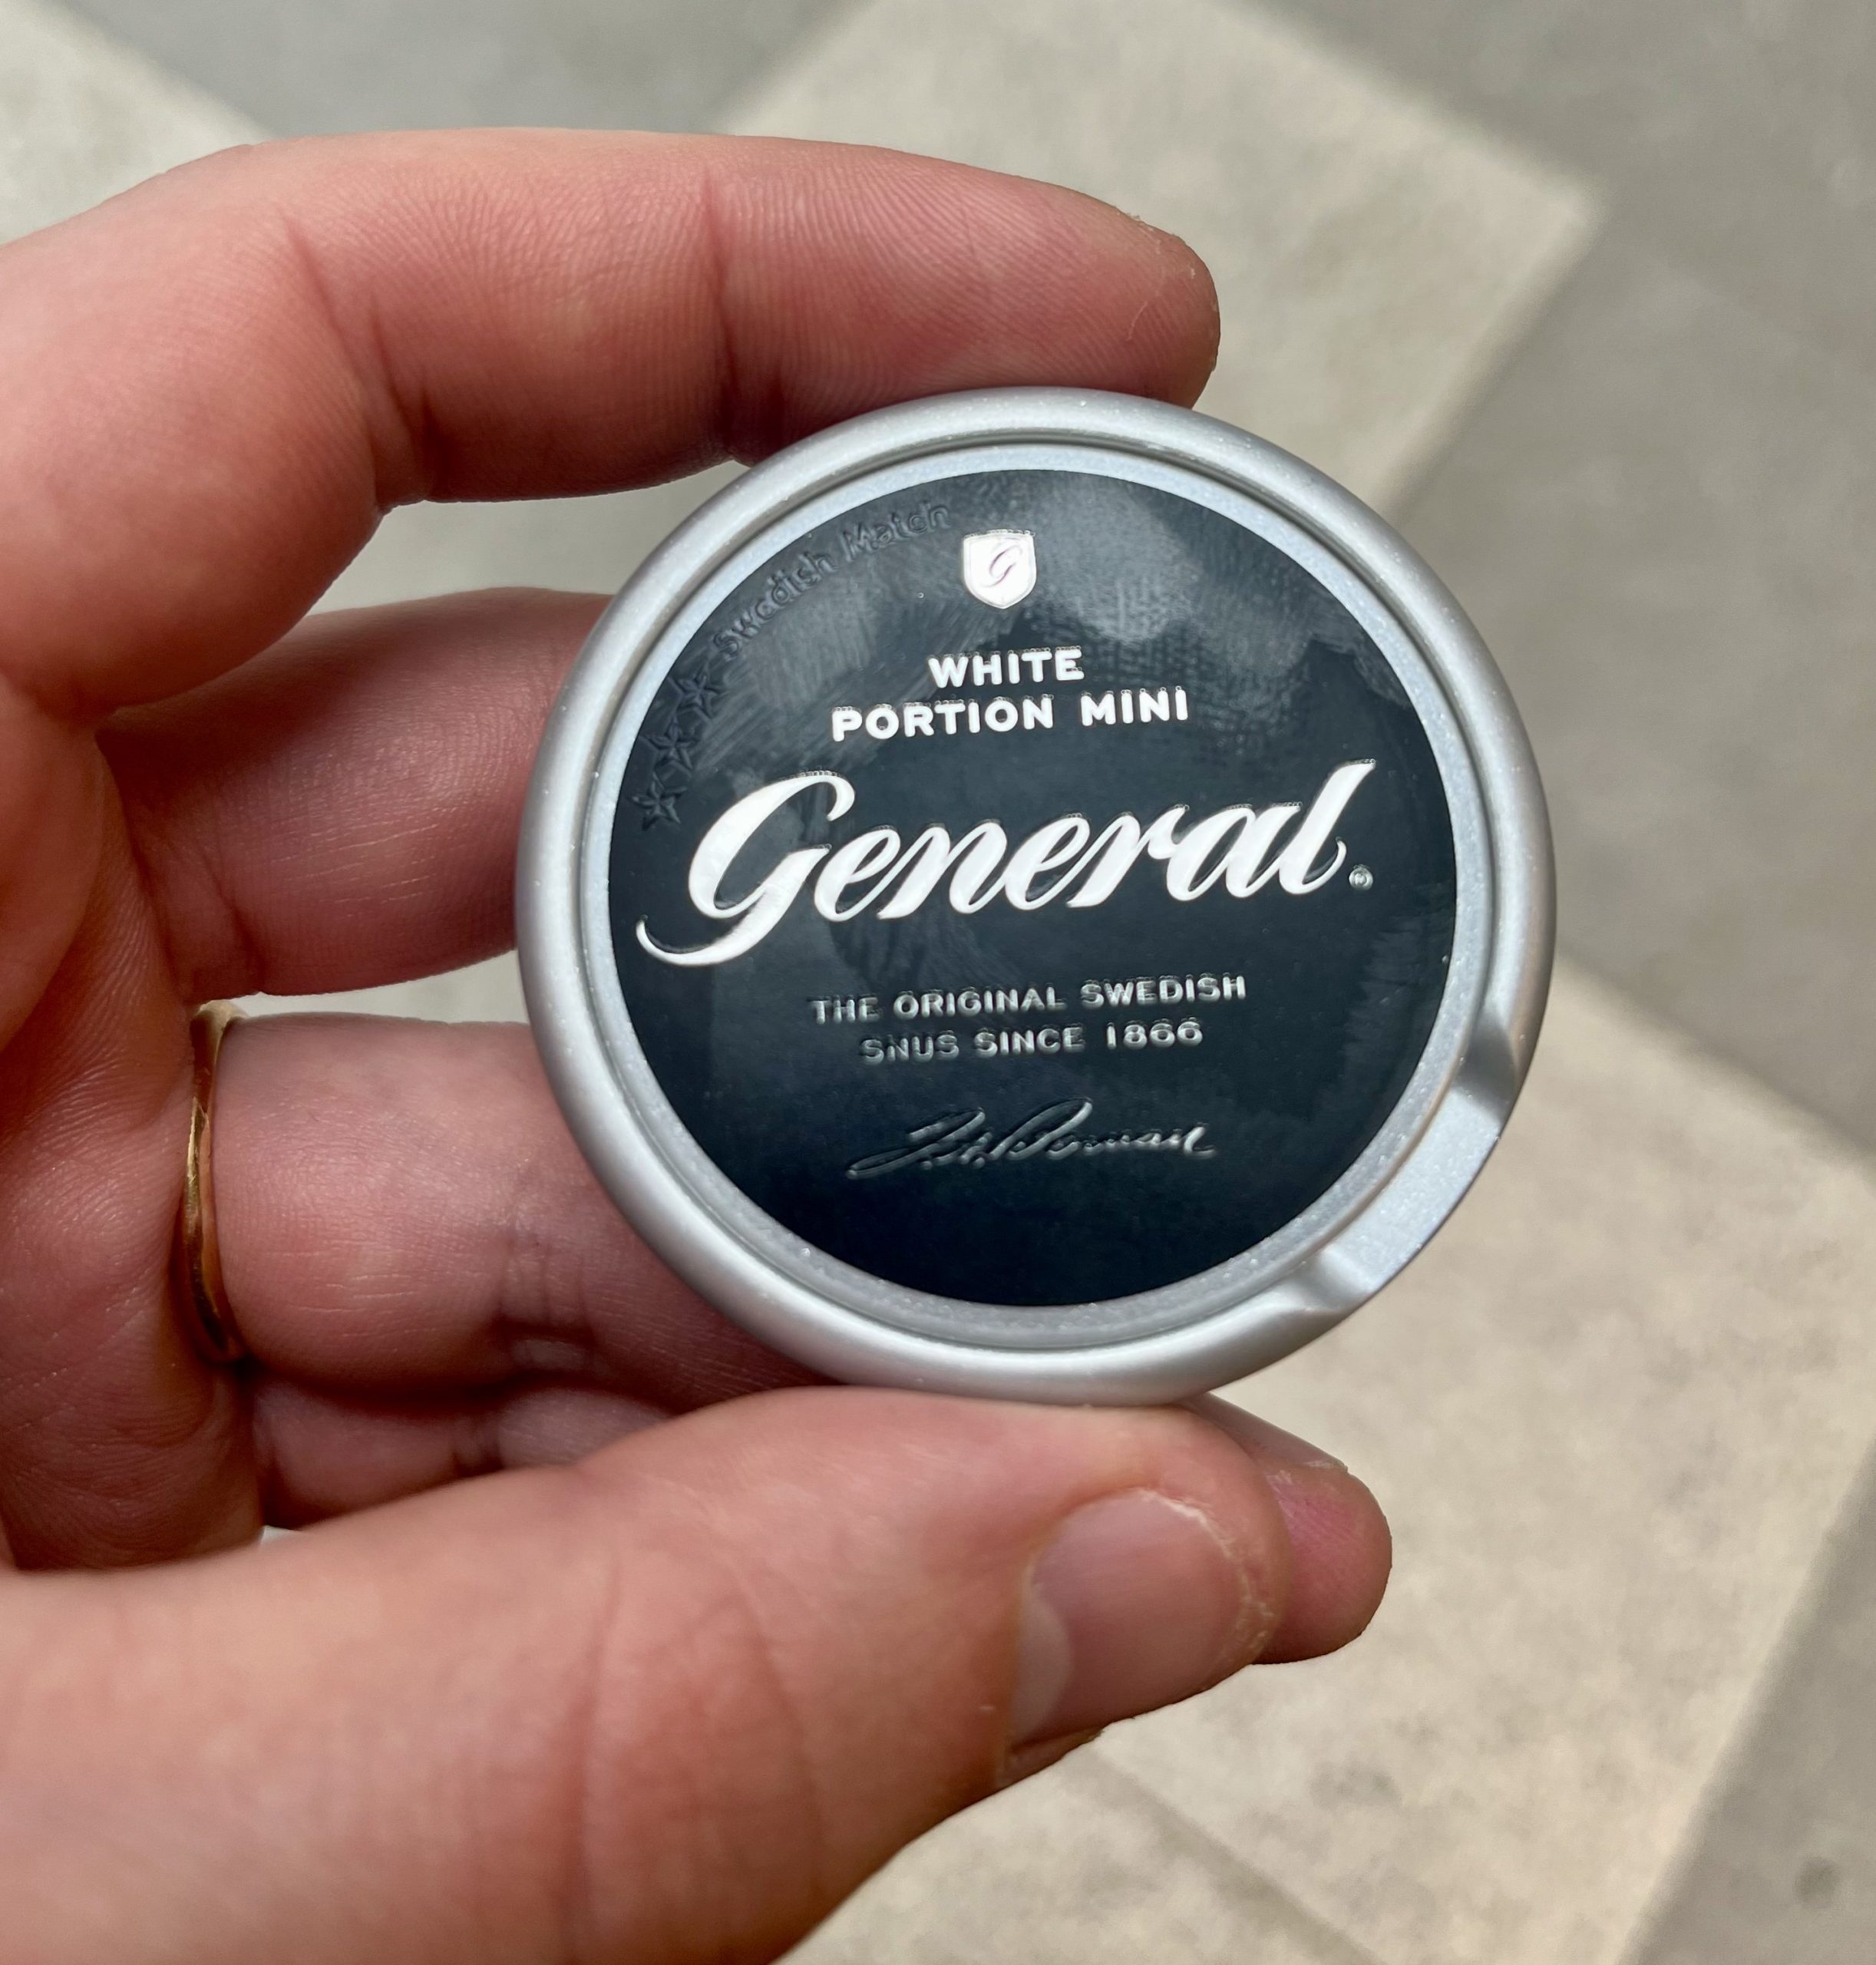 Swedish Match
G
WHITE
PORTION MINI
General®
THE ORIGINAL SWEDISH
SNUS SINCE 1866